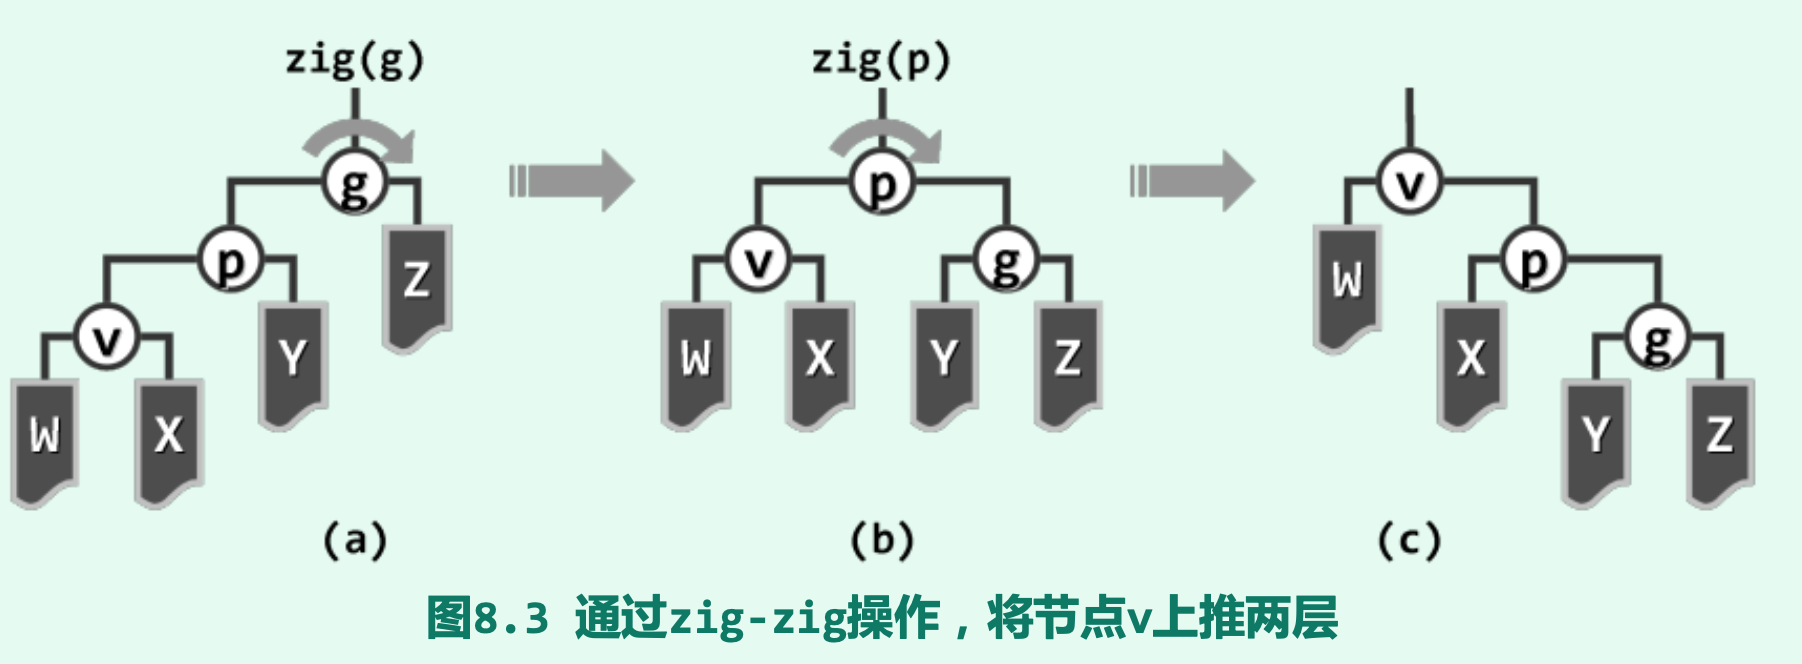 zig(g) zig(p)
g p v
p Z v g W p
v Y W X Y Z X g
W X Y Z
(a) (b) (c)
图8.3 通过zig-zig操作，将节点v上推两层